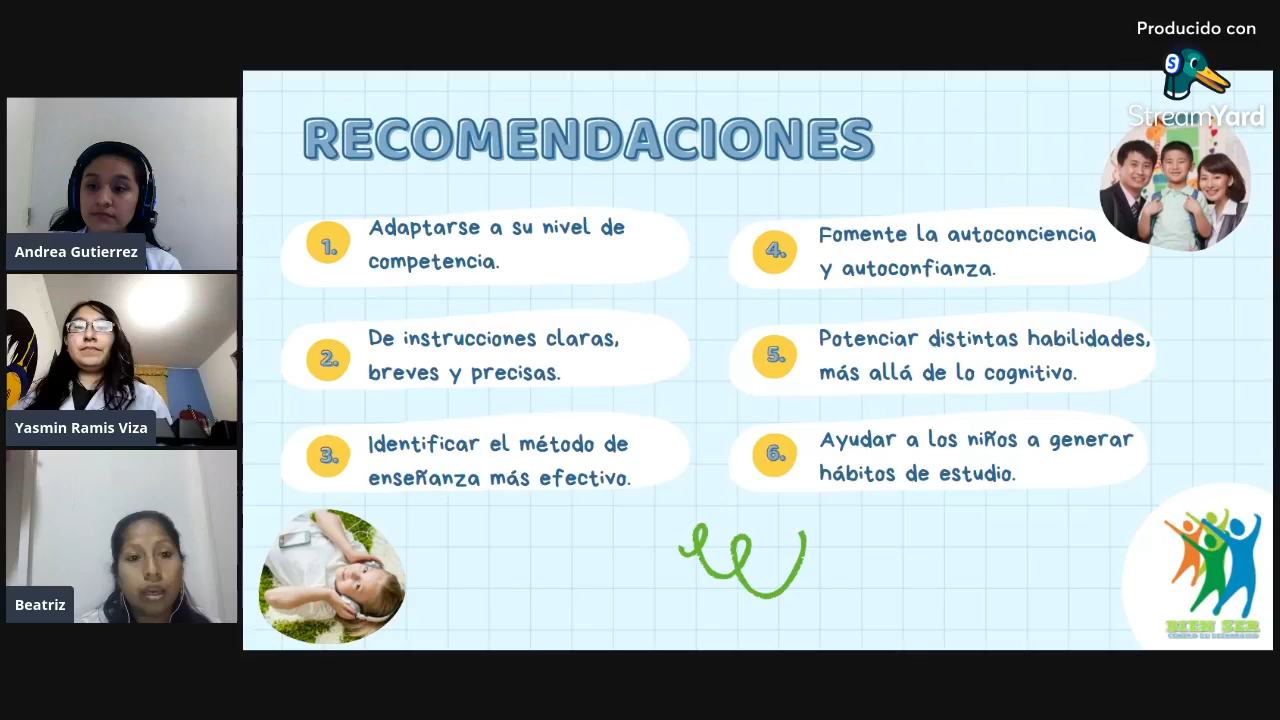 Producido con
StreamYard
RECOMENDACIONES
1.
Adaptarse a su nivel de
competencia.
2.
De instrucciones claras,
breves y precisas.
3.
Identificar el método de
enseñanza más efectivo.
4.
Fomente la autoconciencia
y autoconfianza.
5.
Potenciar distintas habilidades,
más allá de lo cognitivo.
6.
Ayudar a los niños a generar
hábitos de estudio.
Andrea Gutierrez
Yasmin Ramis Viza
Beatriz
BIEN SER